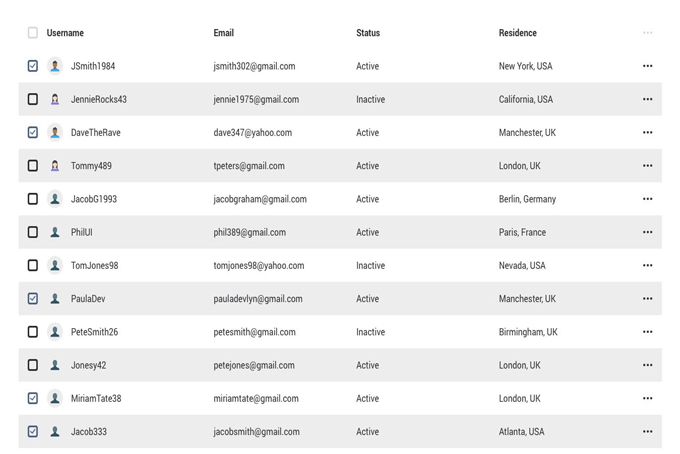 Username Email Status Residence
JSmith1984 jsmith302@gmail.com Active New York, USA
JennieRocks43 jennie1975@gmail.com Inactive California, USA
DaveTheRave dave347@yahoo.com Active Manchester, UK
Tommy489 tpeters@gmail.com Active London, UK
JacobG1993 jacobgraham@gmail.com Active Berlin, Germany
PhilUI phil389@gmail.com Active Paris, France
TomJones98 tomjones98@yahoo.com Inactive Nevada, USA
PaulaDev pauladevlyn@gmail.com Active Manchester, UK
PeteSmith26 petesmith@gmail.com Inactive Birmingham, UK
Jonesy42 petejones@gmail.com Active London, UK
MiriamTate38 miriamtate@gmail.com Active London, UK
Jacob333 jacobsmith@gmail.com Active Atlanta, USA